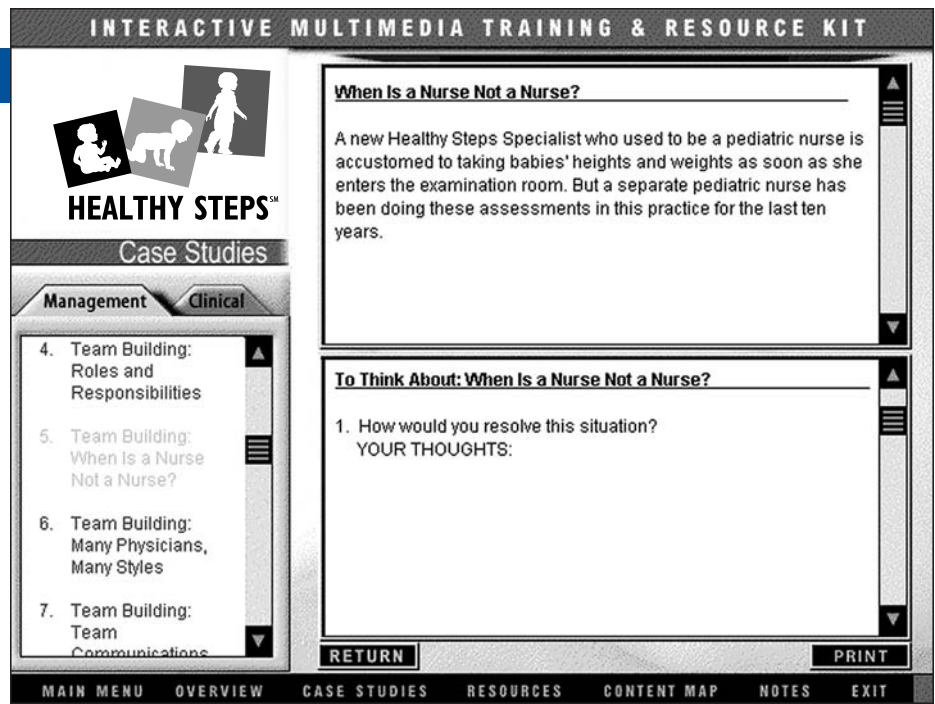 INTERACTIVE MULTIMEDIA TRAINING & RESOURCE KIT
HEALTHY STEPS℠
Case Studies
Management
Clinical
4. Team Building:
Roles and
Responsibilities
5. Team Building:
When Is a Nurse
Not a Nurse?
6. Team Building:
Many Physicians,
Many Styles
7. Team Building:
Team
Communications
When Is a Nurse Not a Nurse?
A new Healthy Steps Specialist who used to be a pediatric nurse is
accustomed to taking babies' heights and weights as soon as she
enters the examination room. But a separate pediatric nurse has
been doing these assessments in this practice for the last ten
years.
To Think About: When Is a Nurse Not a Nurse?
1. How would you resolve this situation?
YOUR THOUGHTS:
RETURN
PRINT
MAIN MENU OVERVIEW CASE STUDIES RESOURCES CONTENT MAP NOTES EXIT